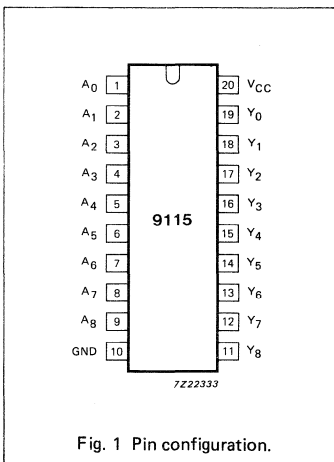 A0 1 20 VCC
A1 2 19 Y0
A2 3 18 Y1
A3 4 17 Y2
A4 5 16 Y3
9115
A5 6 15 Y4
A6 7 14 Y5
A7 8 13 Y6
A8 9 12 Y7
GND 10 11 Y8
7Z22333
Fig. 1 Pin configuration.